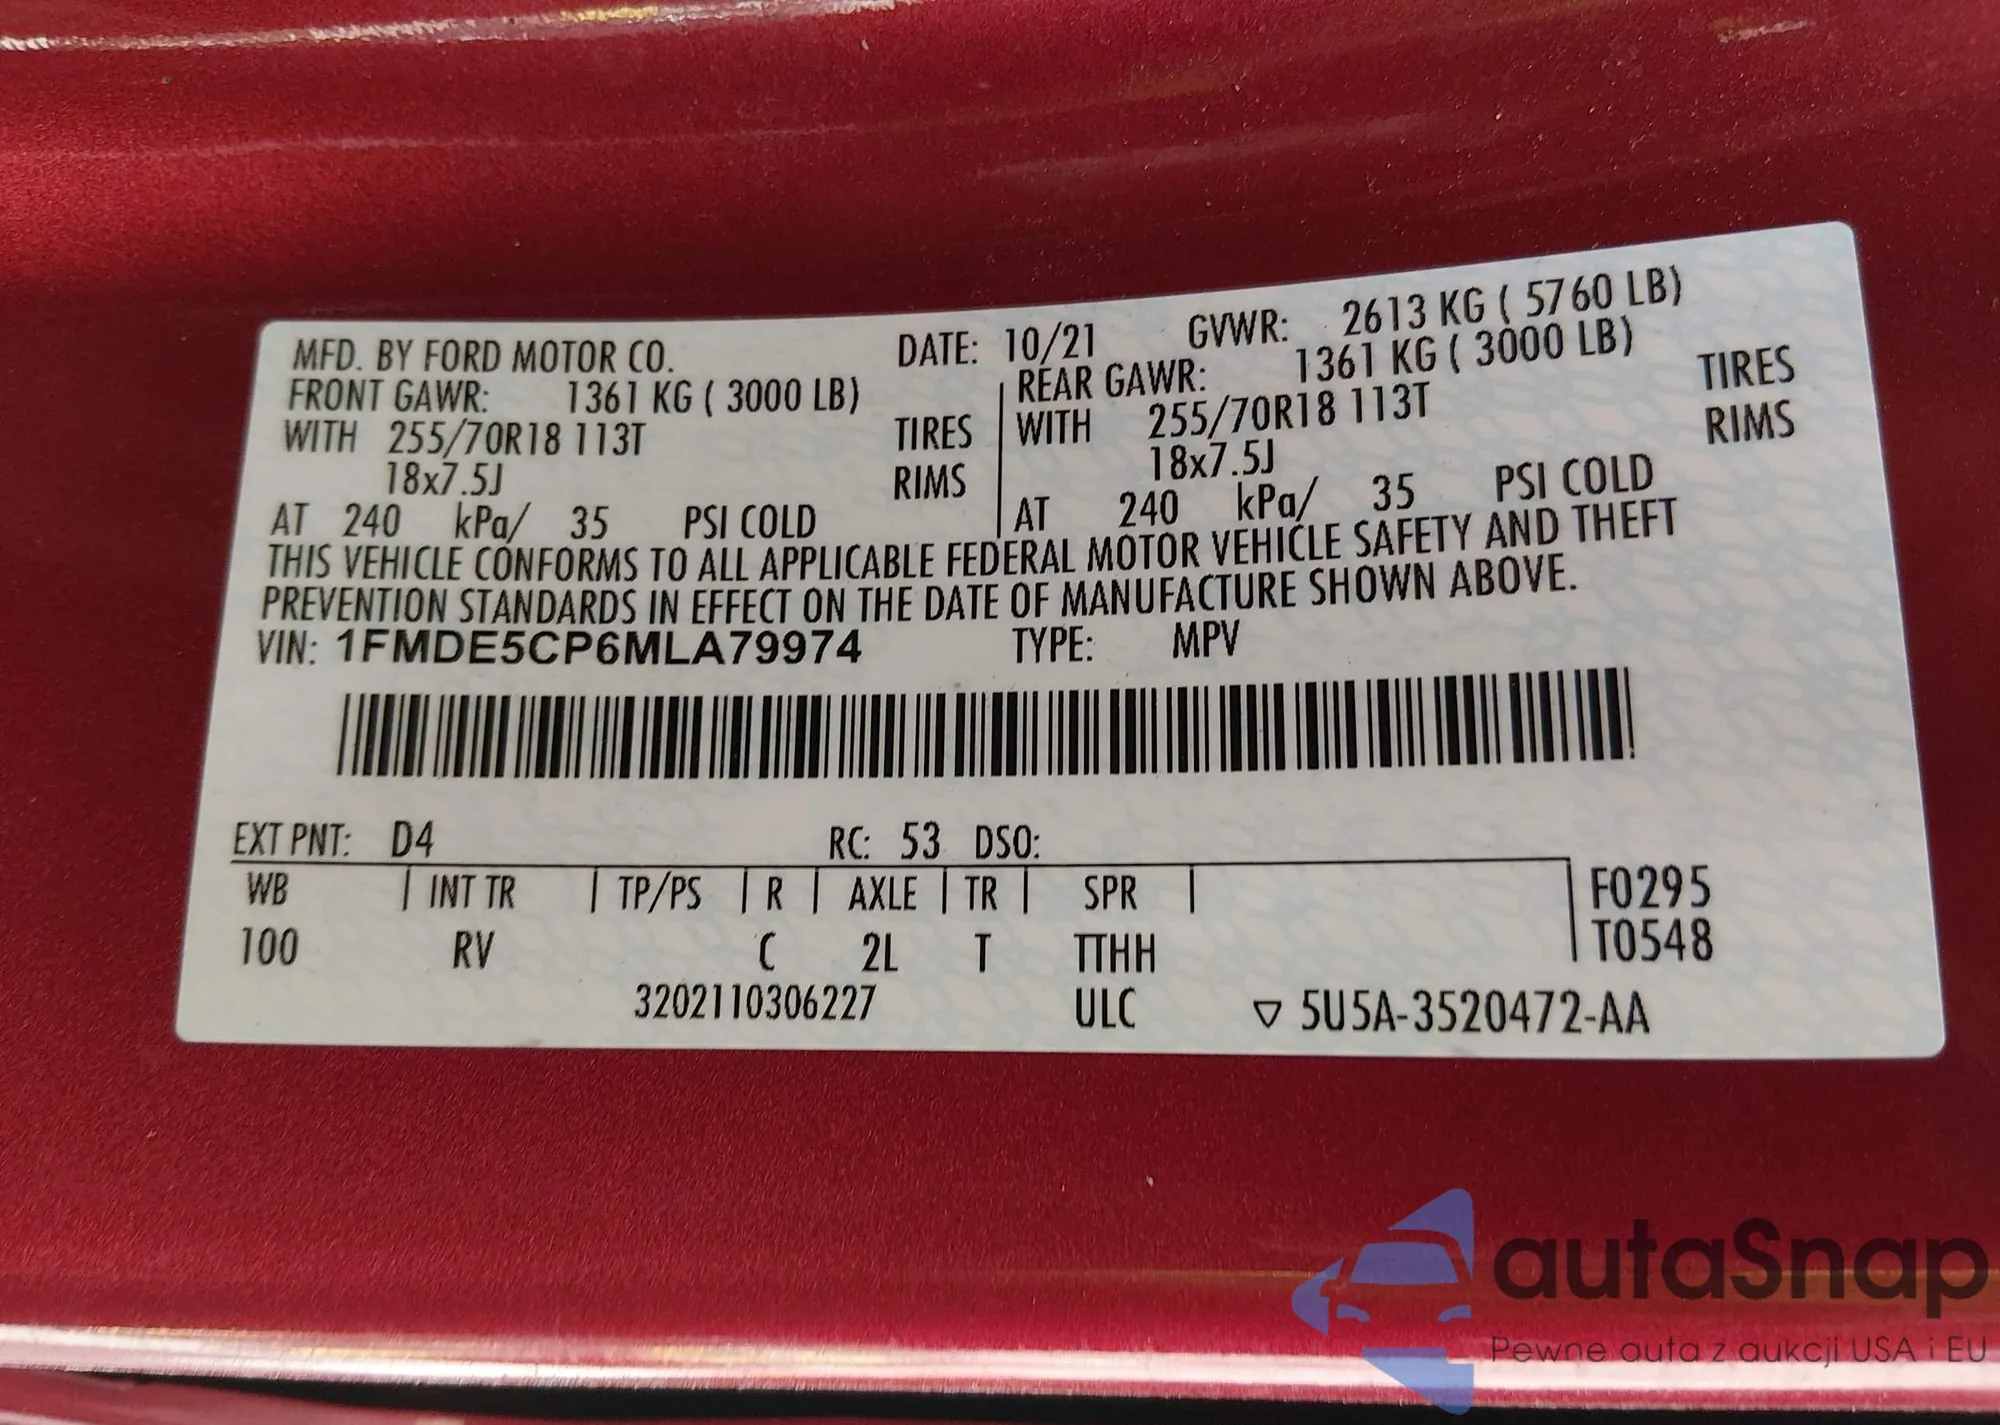 MFD. BY FORD MOTOR CO. DATE: 10/21 GVWR: 2613 KG ( 5760 LB)
FRONT GAWR: 1361 KG ( 3000 LB) REAR GAWR: 1361 KG ( 3000 LB)
WITH 255/70R18 113T TIRES WITH 255/70R18 113T TIRES
18x7.5J RIMS 18x7.5J RIMS
AT 240 kPa/ 35 PSI COLD AT 240 kPa/ 35 PSI COLD
THIS VEHICLE CONFORMS TO ALL APPLICABLE FEDERAL MOTOR VEHICLE SAFETY AND THEFT
PREVENTION STANDARDS IN EFFECT ON THE DATE OF MANUFACTURE SHOWN ABOVE.
VIN: 1FMDE5CP6MLA79974 TYPE: MPV
EXT PNT: D4 RC: 53 DSO:
WB | INT TR | TP/PS | R | AXLE | TR | SPR | F0295
100 RV C 2L T TTHH T0548
3202110306227 ULC ▽ 5U5A-3520472-AA
autaSnap
Pewne auta z aukcji USA i EU